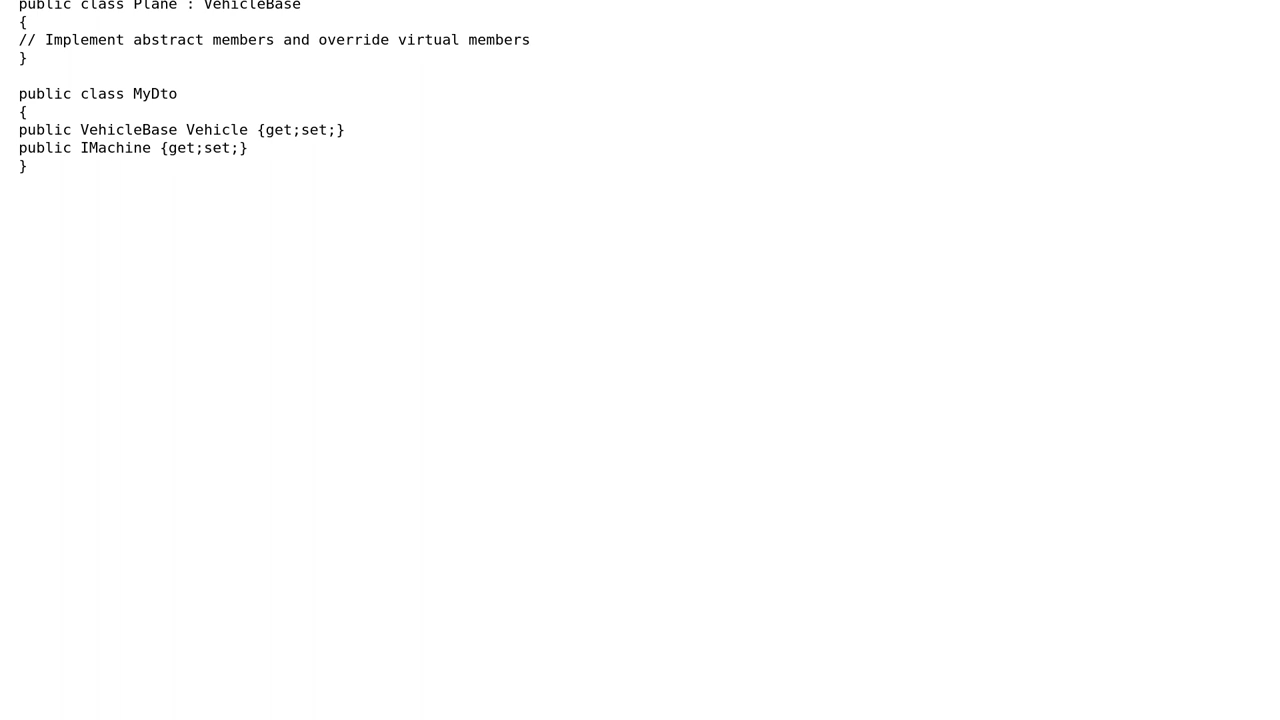 public class Plane : VehicleBase
{
// Implement abstract members and override virtual members
}

public class MyDto
{
public VehicleBase Vehicle {get;set;}
public IMachine {get;set;}
}